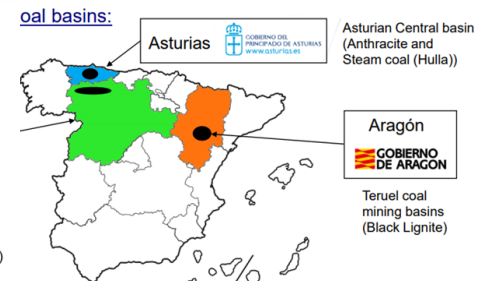 oal basins:
Asturias
GOBIERNO DEL
PRINCIPADO DE ASTURIAS
www.asturias.es
Asturian Central basin
(Anthracite and
Steam coal (Hulla))
Aragón
GOBIERNO
DE ARAGON
Teruel coal
mining basins
(Black Lignite)
)